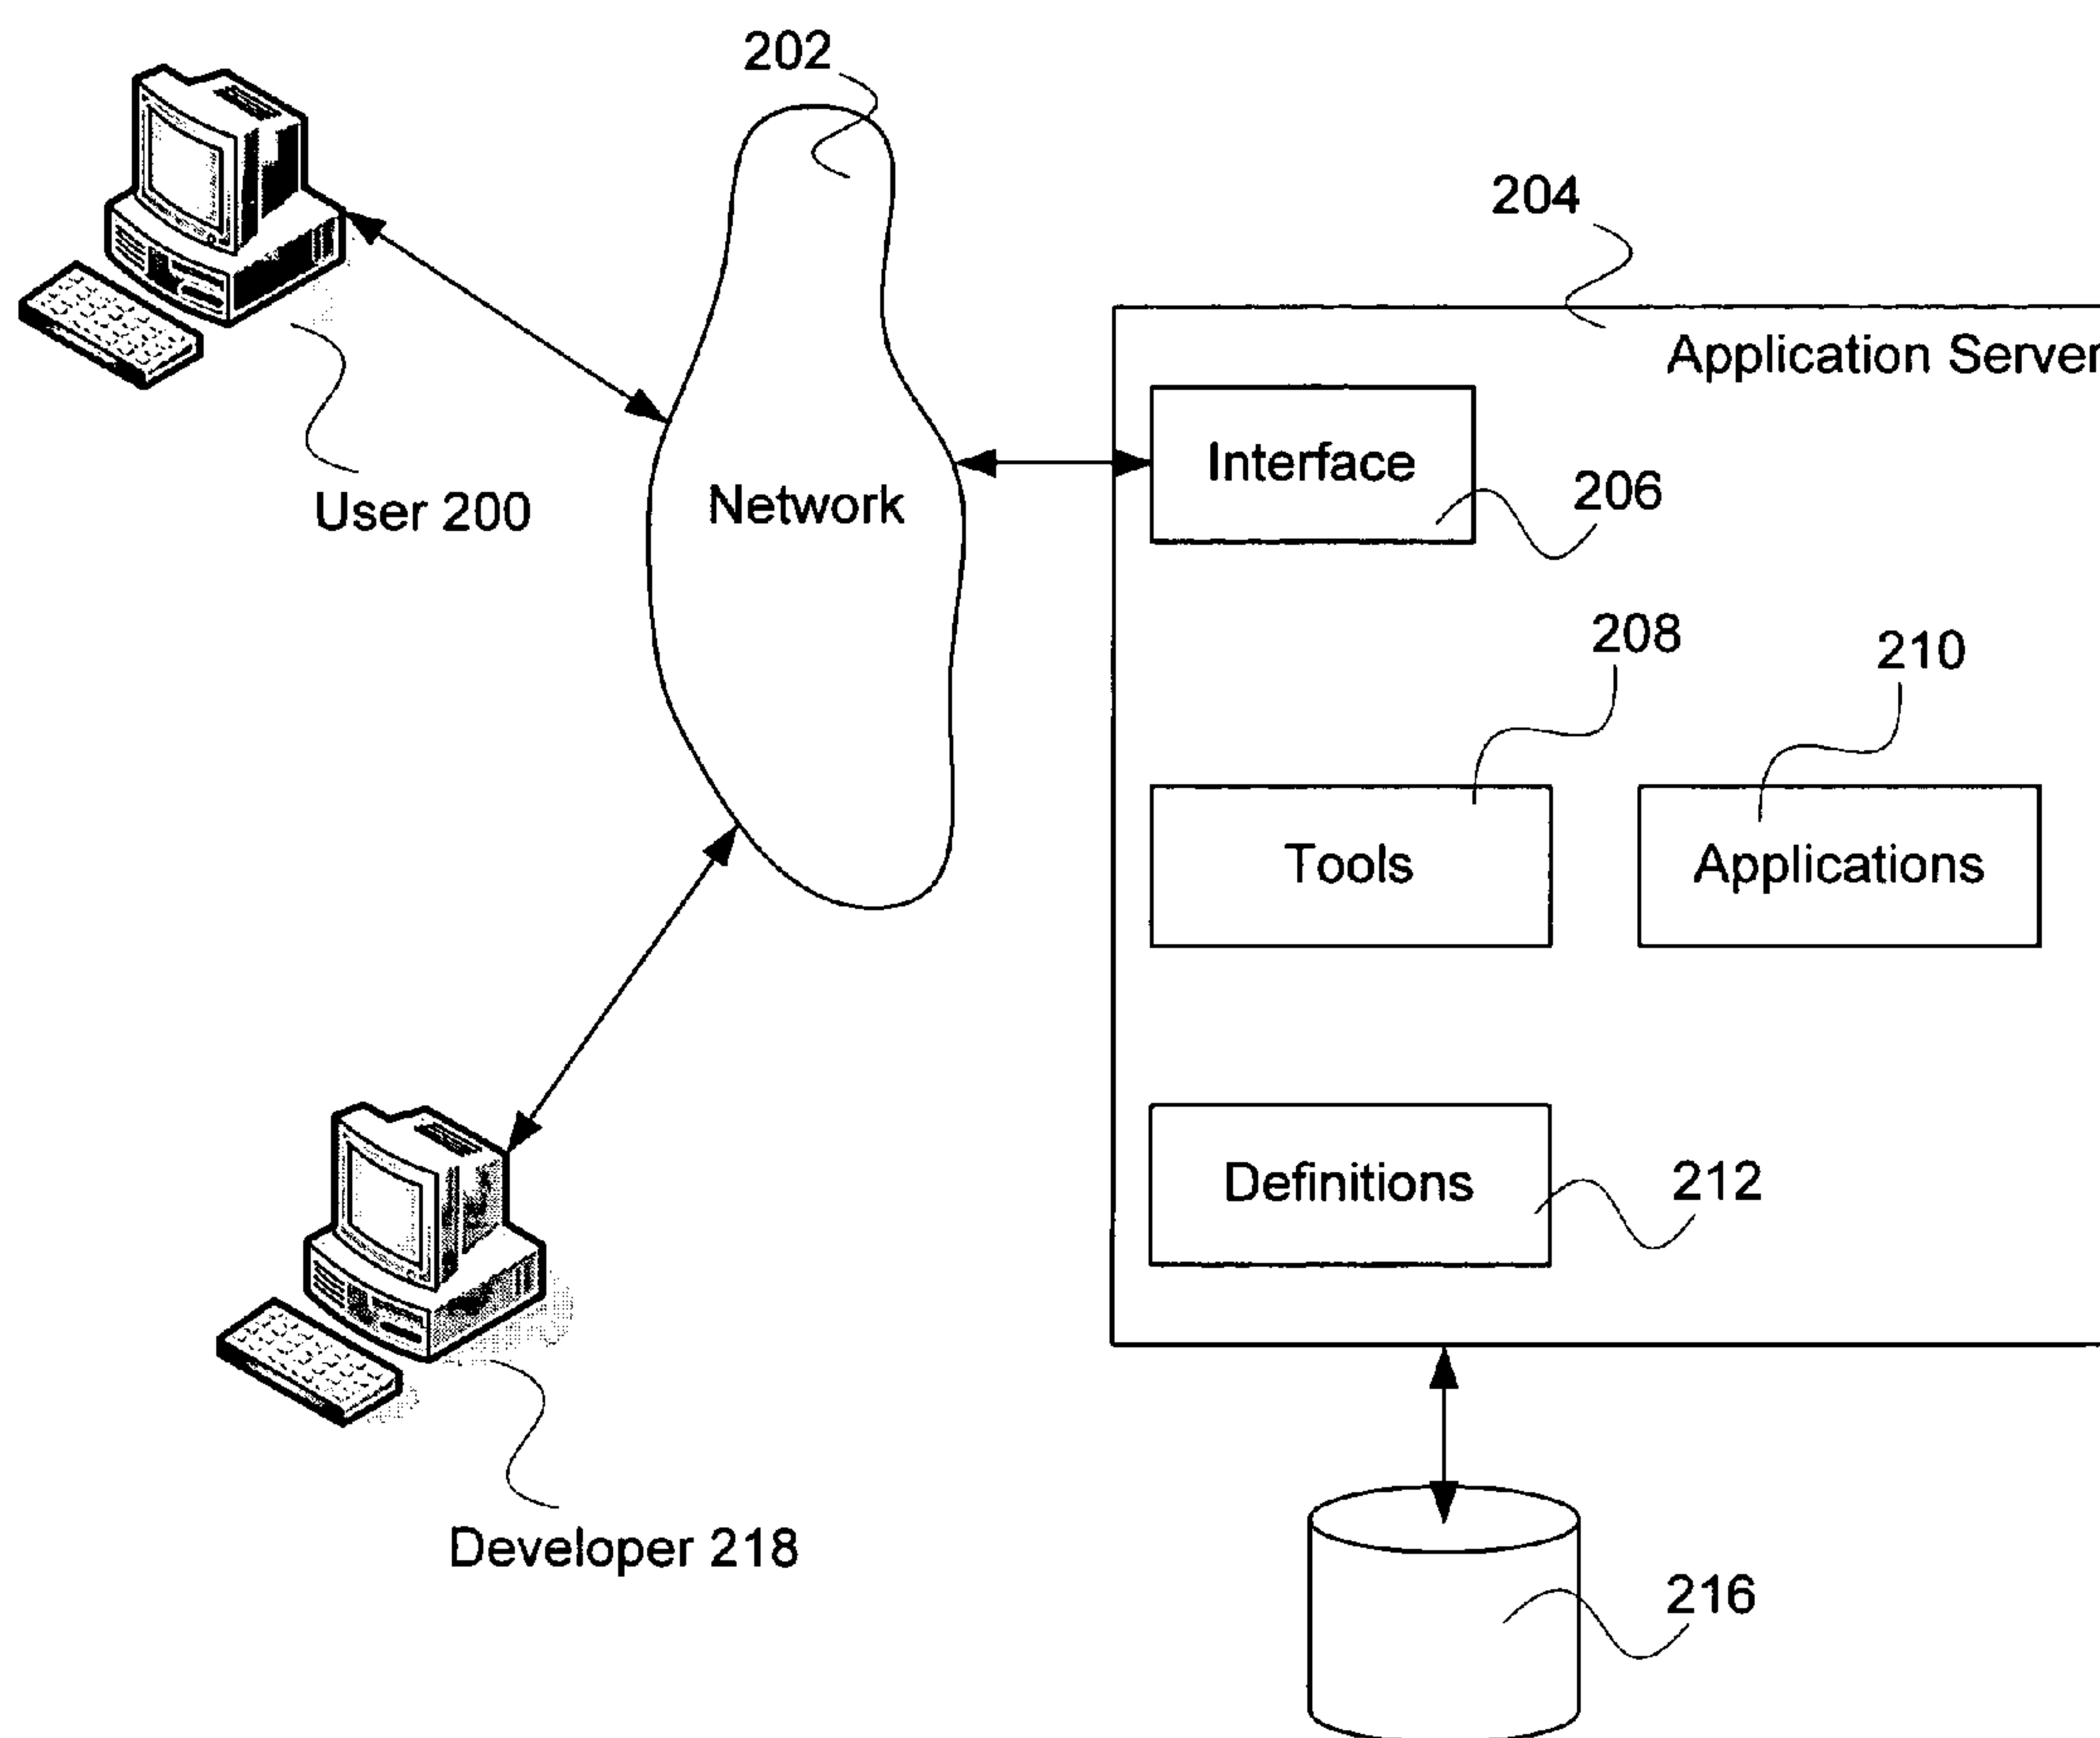 202
204
Application Server
Interface
206
User 200
Network
208
210
Tools
Applications
Definitions
212
Developer 218
216